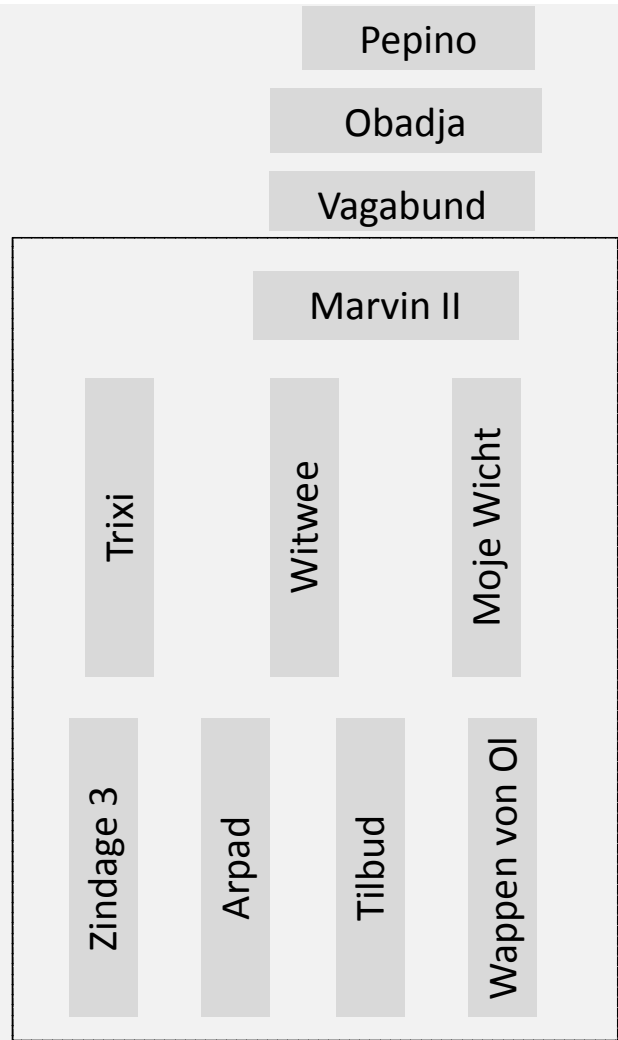 Pepino
Obadja
Vagabund
Marvin II
Trixi
Witwee
Moje Wicht
Zindage 3
Arpad
Tilbud
Wappen von Ol